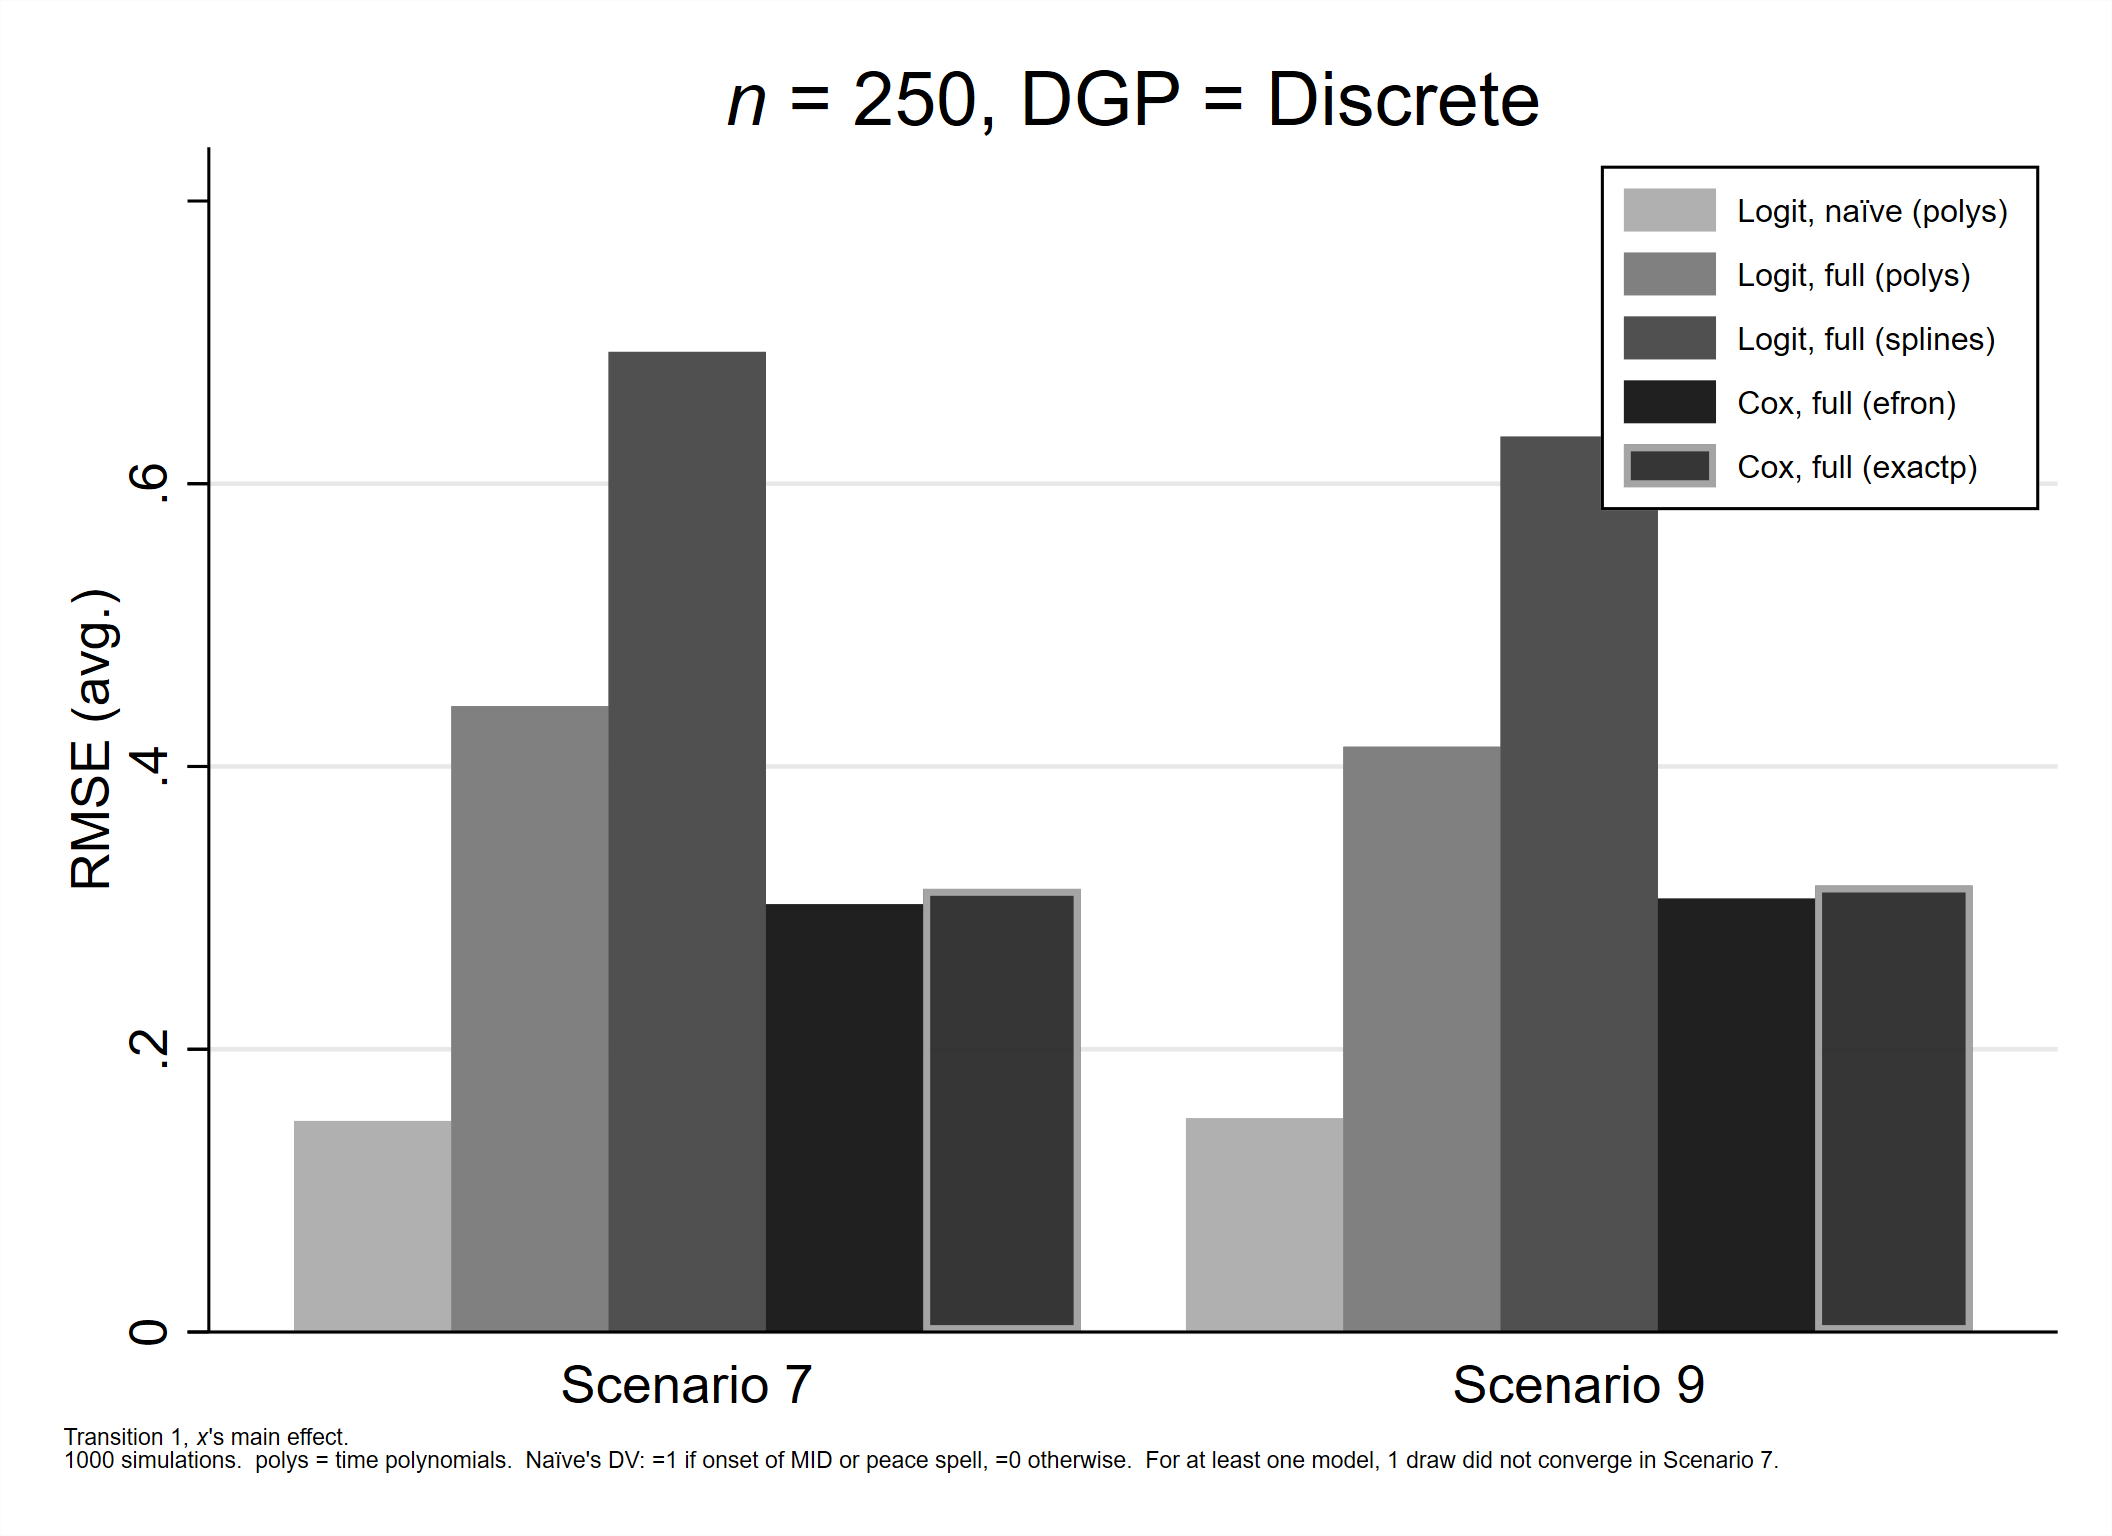 n = 250, DGP = Discrete
Logit, naïve (polys)
Logit, full (polys)
Logit, full (splines)
Cox, full (efron)
Cox, full (exactp)
RMSE (avg.)
.6
.4
.2
0
Scenario 7
Scenario 9
Transition 1, x's main effect.
1000 simulations.  polys = time polynomials.  Naïve's DV: =1 if onset of MID or peace spell, =0 otherwise.  For at least one model, 1 draw did not converge in Scenario 7.